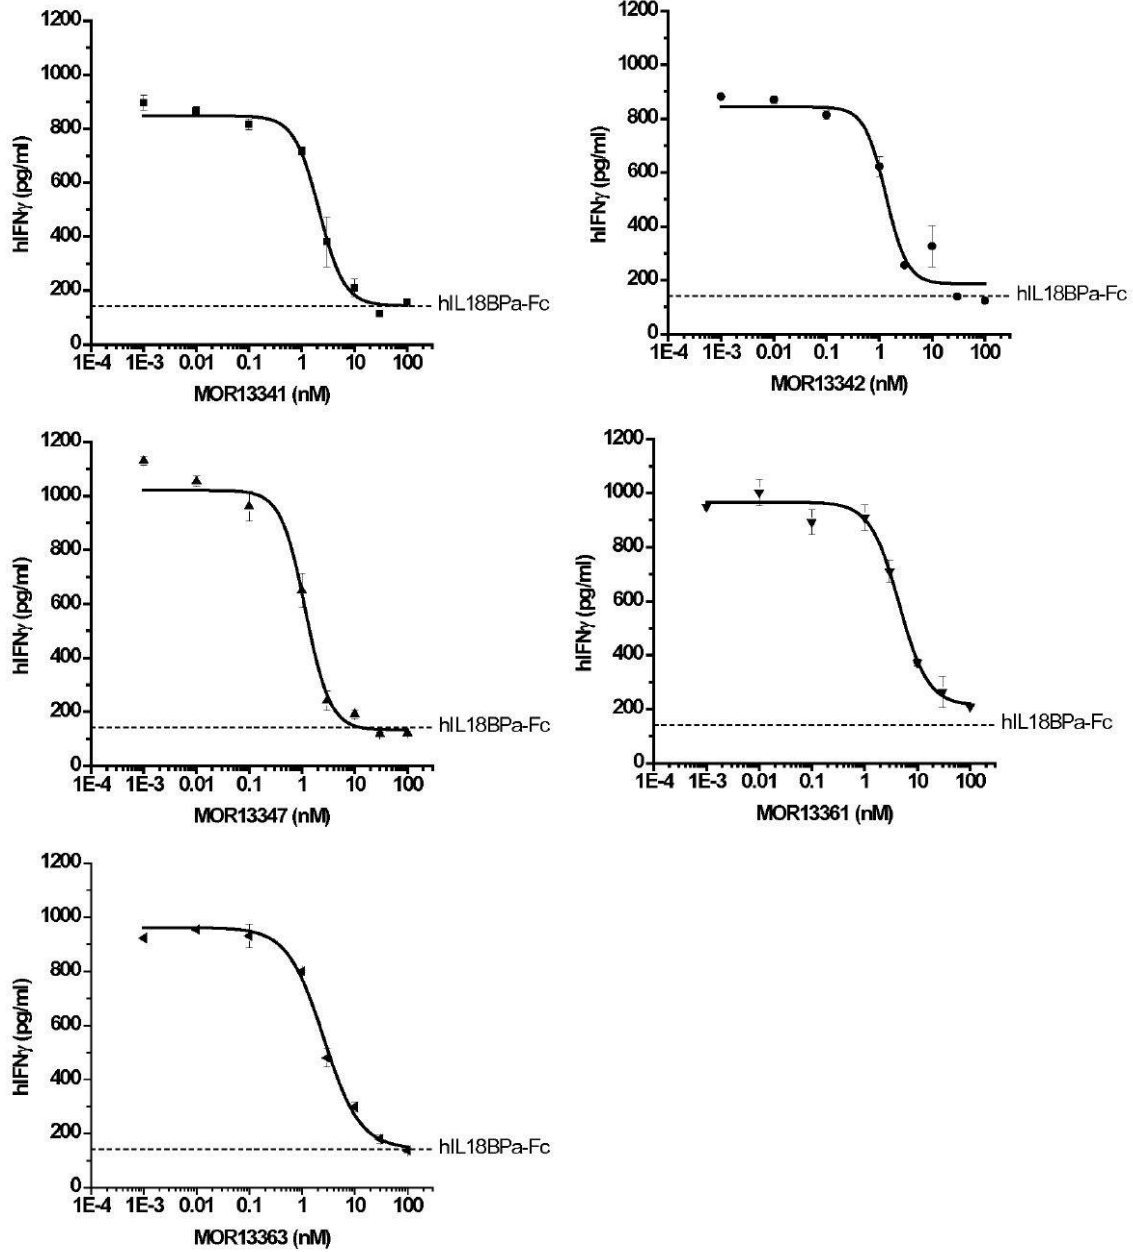 1200
1000
800
600
400
200
0
hIFNγ (pg/ml)
hIL18BPa-Fc
1E-4 1E-3 0.01 0.1 1 10 100
MOR13341 (nM)
1200
1000
800
600
400
200
0
hIFNγ (pg/ml)
hIL18BPa-Fc
1E-4 1E-3 0.01 0.1 1 10 100
MOR13342 (nM)
1200
1000
800
600
400
200
0
hIFNγ (pg/ml)
hIL18BPa-Fc
1E-4 1E-3 0.01 0.1 1 10 100
MOR13347 (nM)
1200
1000
800
600
400
200
0
hIFNγ (pg/ml)
hIL18BPa-Fc
1E-4 1E-3 0.01 0.1 1 10 100
MOR13361 (nM)
1200
1000
800
600
400
200
0
hIFNγ (pg/ml)
hIL18BPa-Fc
1E-4 1E-3 0.01 0.1 1 10 100
MOR13363 (nM)